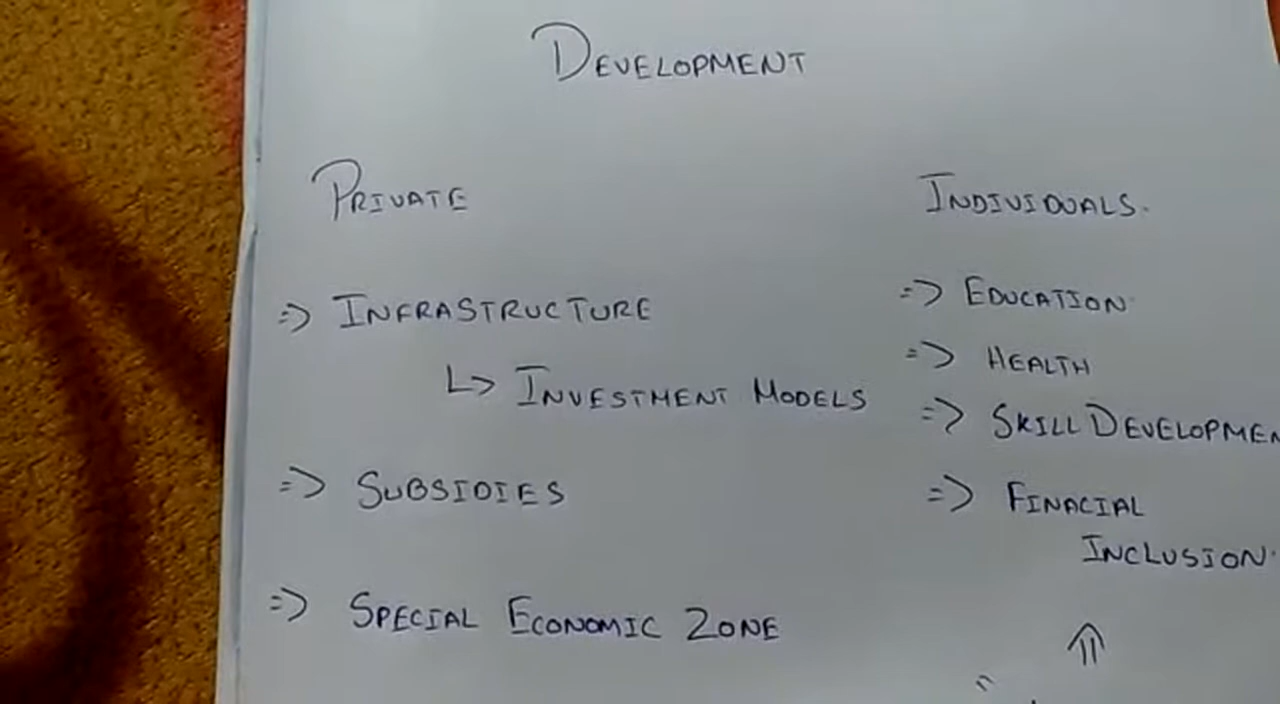 DEVELOPMENT
PRIVATE
=> INFRASTRUCTURE
↳ INVESTMENT MODELS
=> SUBSIDIES
=> SPECIAL ECONOMIC ZONE
INDIVIDUALS.
=> EDUCATION
=> HEALTH
=> SKILL DEVELOPMEN
=> FINACIAL
INCLUSION.